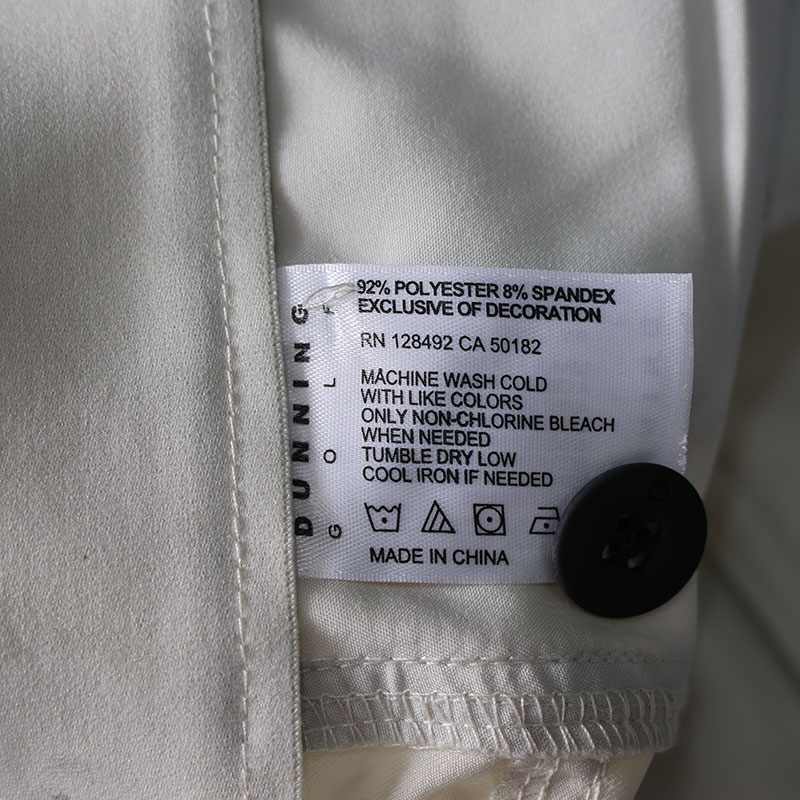 DUNNING
GOLF
92% POLYESTER 8% SPANDEX
EXCLUSIVE OF DECORATION
RN 128492 CA 50182
MACHINE WASH COLD
WITH LIKE COLORS
ONLY NON-CHLORINE BLEACH
WHEN NEEDED
TUMBLE DRY LOW
COOL IRON IF NEEDED
MADE IN CHINA